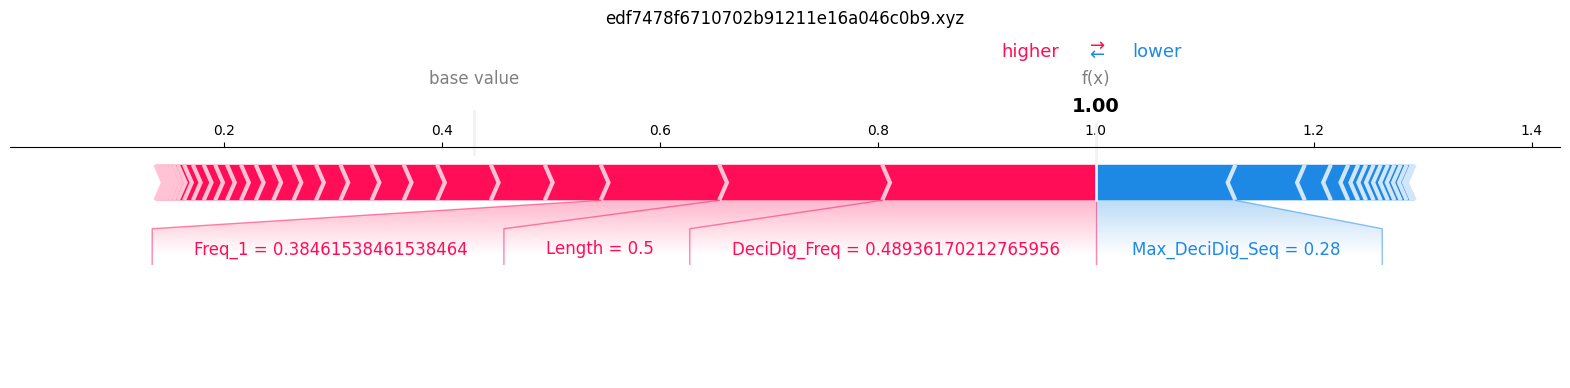 edf7478f6710702b91211e16a046c0b9.xyz
higher → ← lower
base value f(x)
1.00
0.2 0.4 0.6 0.8 1.0 1.2 1.4
Freq_1 = 0.38461538461538464 Length = 0.5 DeciDig_Freq = 0.48936170212765956 Max_DeciDig_Seq = 0.28